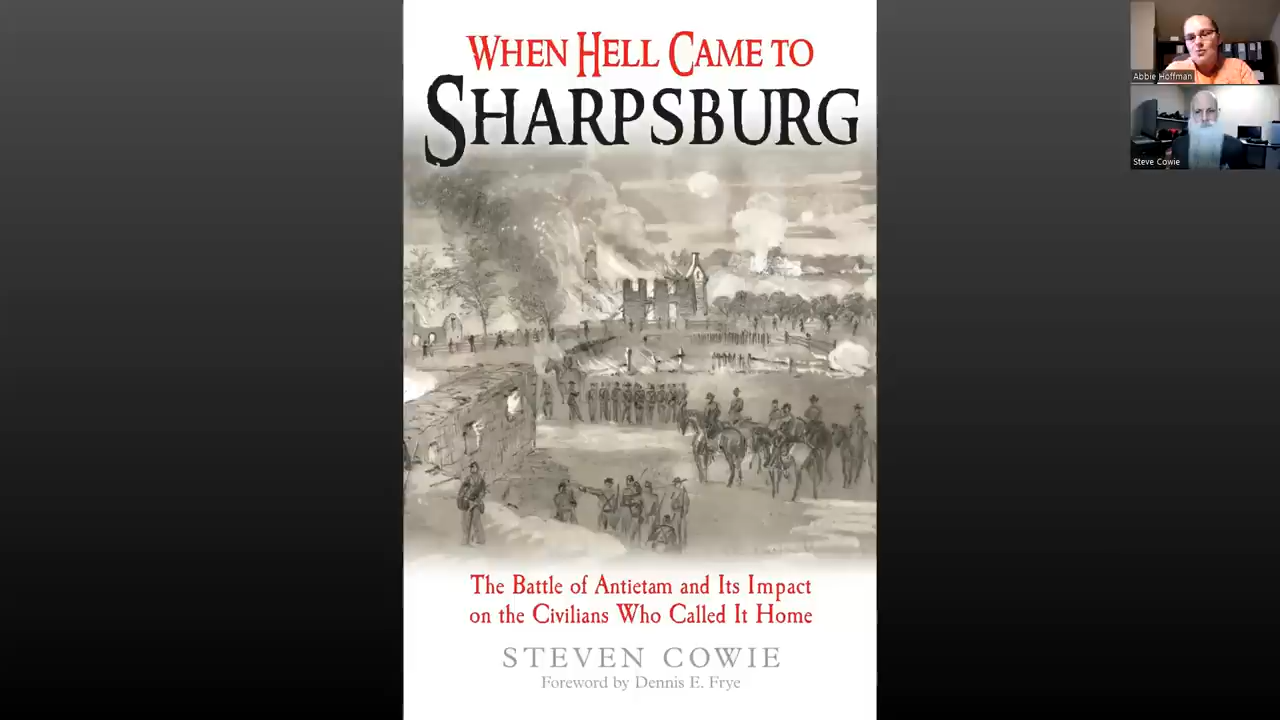 WHEN HELL CAME TO
SHARPSBURG
The Battle of Antietam and Its Impact
on the Civilians Who Called It Home
STEVEN COWIE
Foreword by Dennis E. Frye
Abbie Hoffman
Steve Cowie